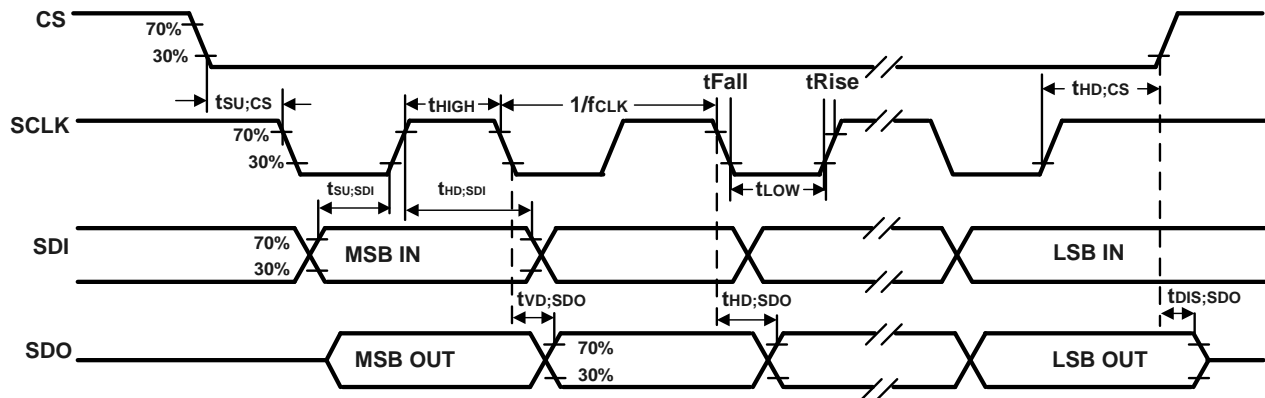 CS
70%
30%
tFall tRise
tSU;CS tHIGH 1/fCLK tHD;CS
SCLK
70%
30%
tLOW
tSU;SDI tHD;SDI
SDI
70%
30%
MSB IN LSB IN
tVD;SDO tHD;SDO tDIS;SDO
SDO
MSB OUT 70% LSB OUT
30%